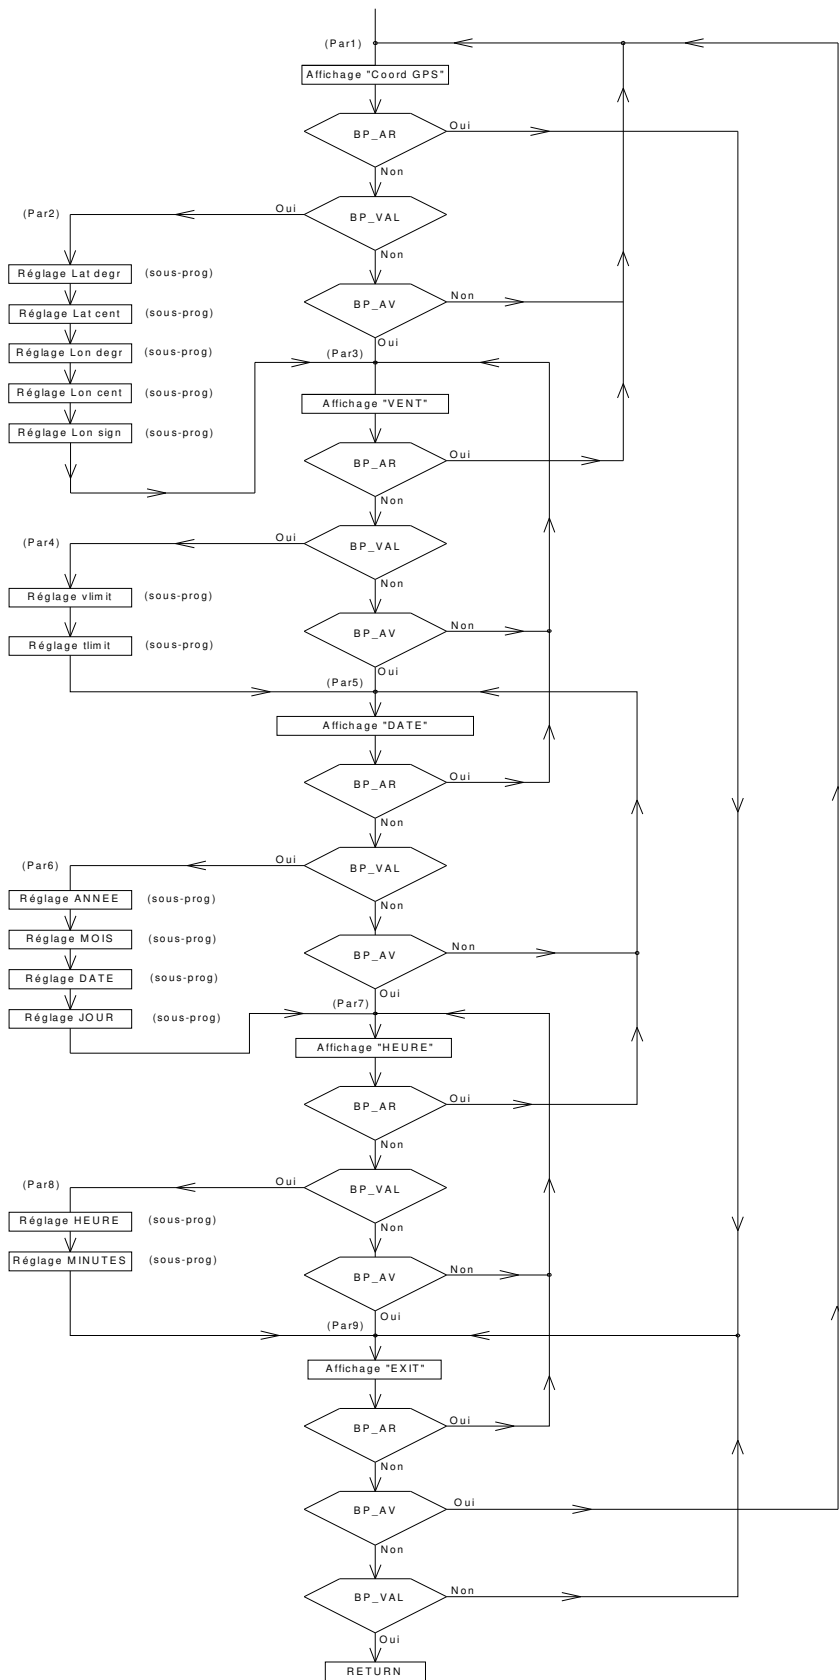 (Par1)
Affichage "Coord GPS"
BP_AR
Oui
Non
(Par2)
Oui
BP_VAL
Non
Réglage Lat degr (sous-prog)
BP_AV
Non
Réglage Lat cent (sous-prog)
Oui
Réglage Lon degr (sous-prog)
(Par3)
Réglage Lon cent (sous-prog)
Affichage "VENT"
Réglage Lon sign (sous-prog)
BP_AR
Oui
Non
(Par4)
Oui
BP_VAL
Non
Réglage vlimit (sous-prog)
BP_AV
Non
Réglage tlimit (sous-prog)
Oui
(Par5)
Affichage "DATE"
BP_AR
Oui
Non
(Par6)
Oui
BP_VAL
Réglage ANNEE (sous-prog)
Non
Réglage MOIS (sous-prog)
BP_AV
Non
Réglage DATE (sous-prog)
Oui
(Par7)
Réglage JOUR (sous-prog)
Affichage "HEURE"
BP_AR
Oui
Non
(Par8)
Oui
BP_VAL
Réglage HEURE (sous-prog)
Non
Réglage MINUTES (sous-prog)
BP_AV
Non
Oui
(Par9)
Affichage "EXIT"
BP_AR
Oui
Non
BP_AV
Oui
Non
BP_VAL
Non
Oui
RETURN